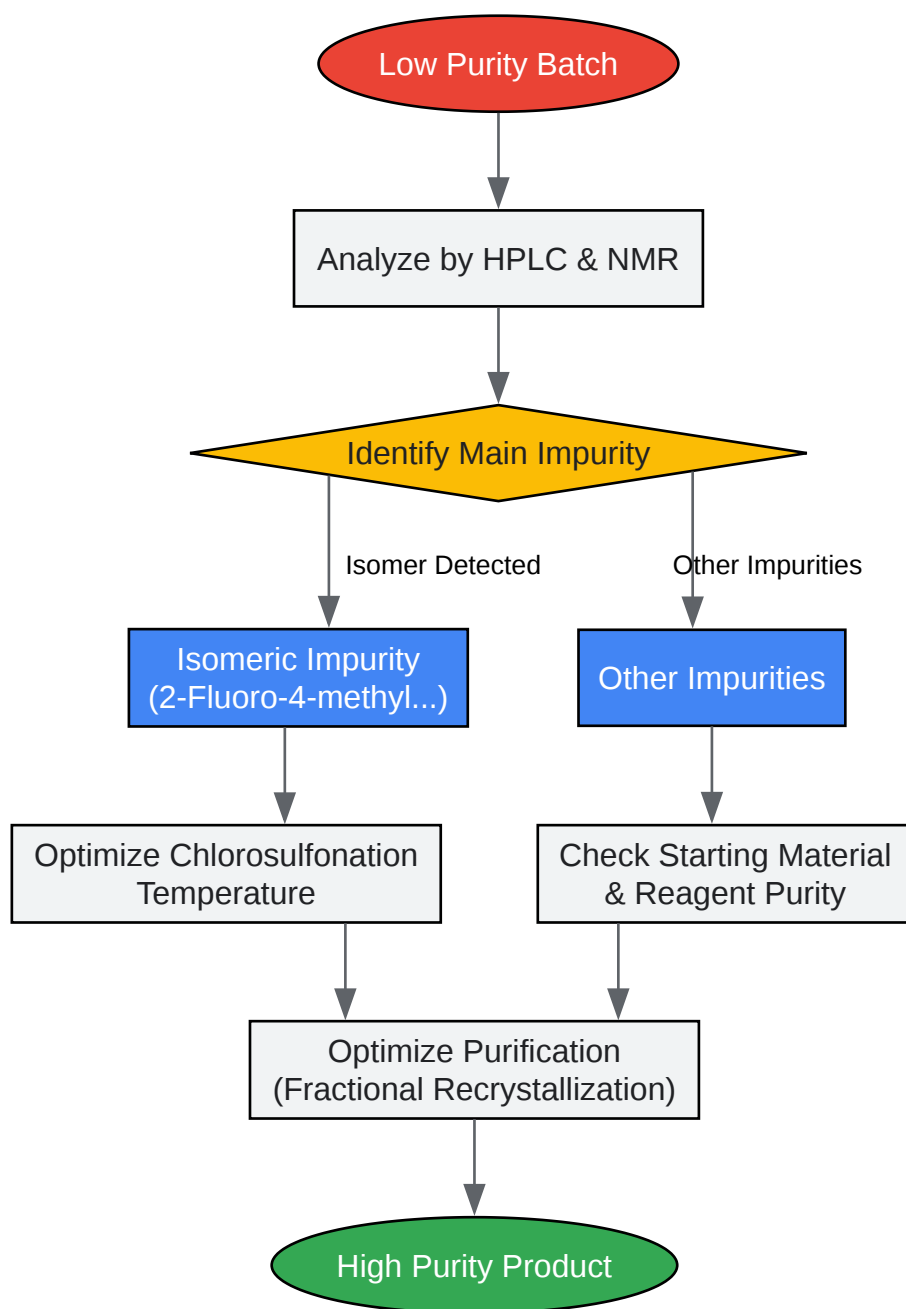 Low Purity Batch
Analyze by HPLC & NMR
Identify Main Impurity
Isomer Detected
Other Impurities
Isomeric Impurity
(2-Fluoro-4-methyl...)
Other Impurities
Optimize Chlorosulfonation
Temperature
Check Starting Material
& Reagent Purity
Optimize Purification
(Fractional Recrystallization)
High Purity Product